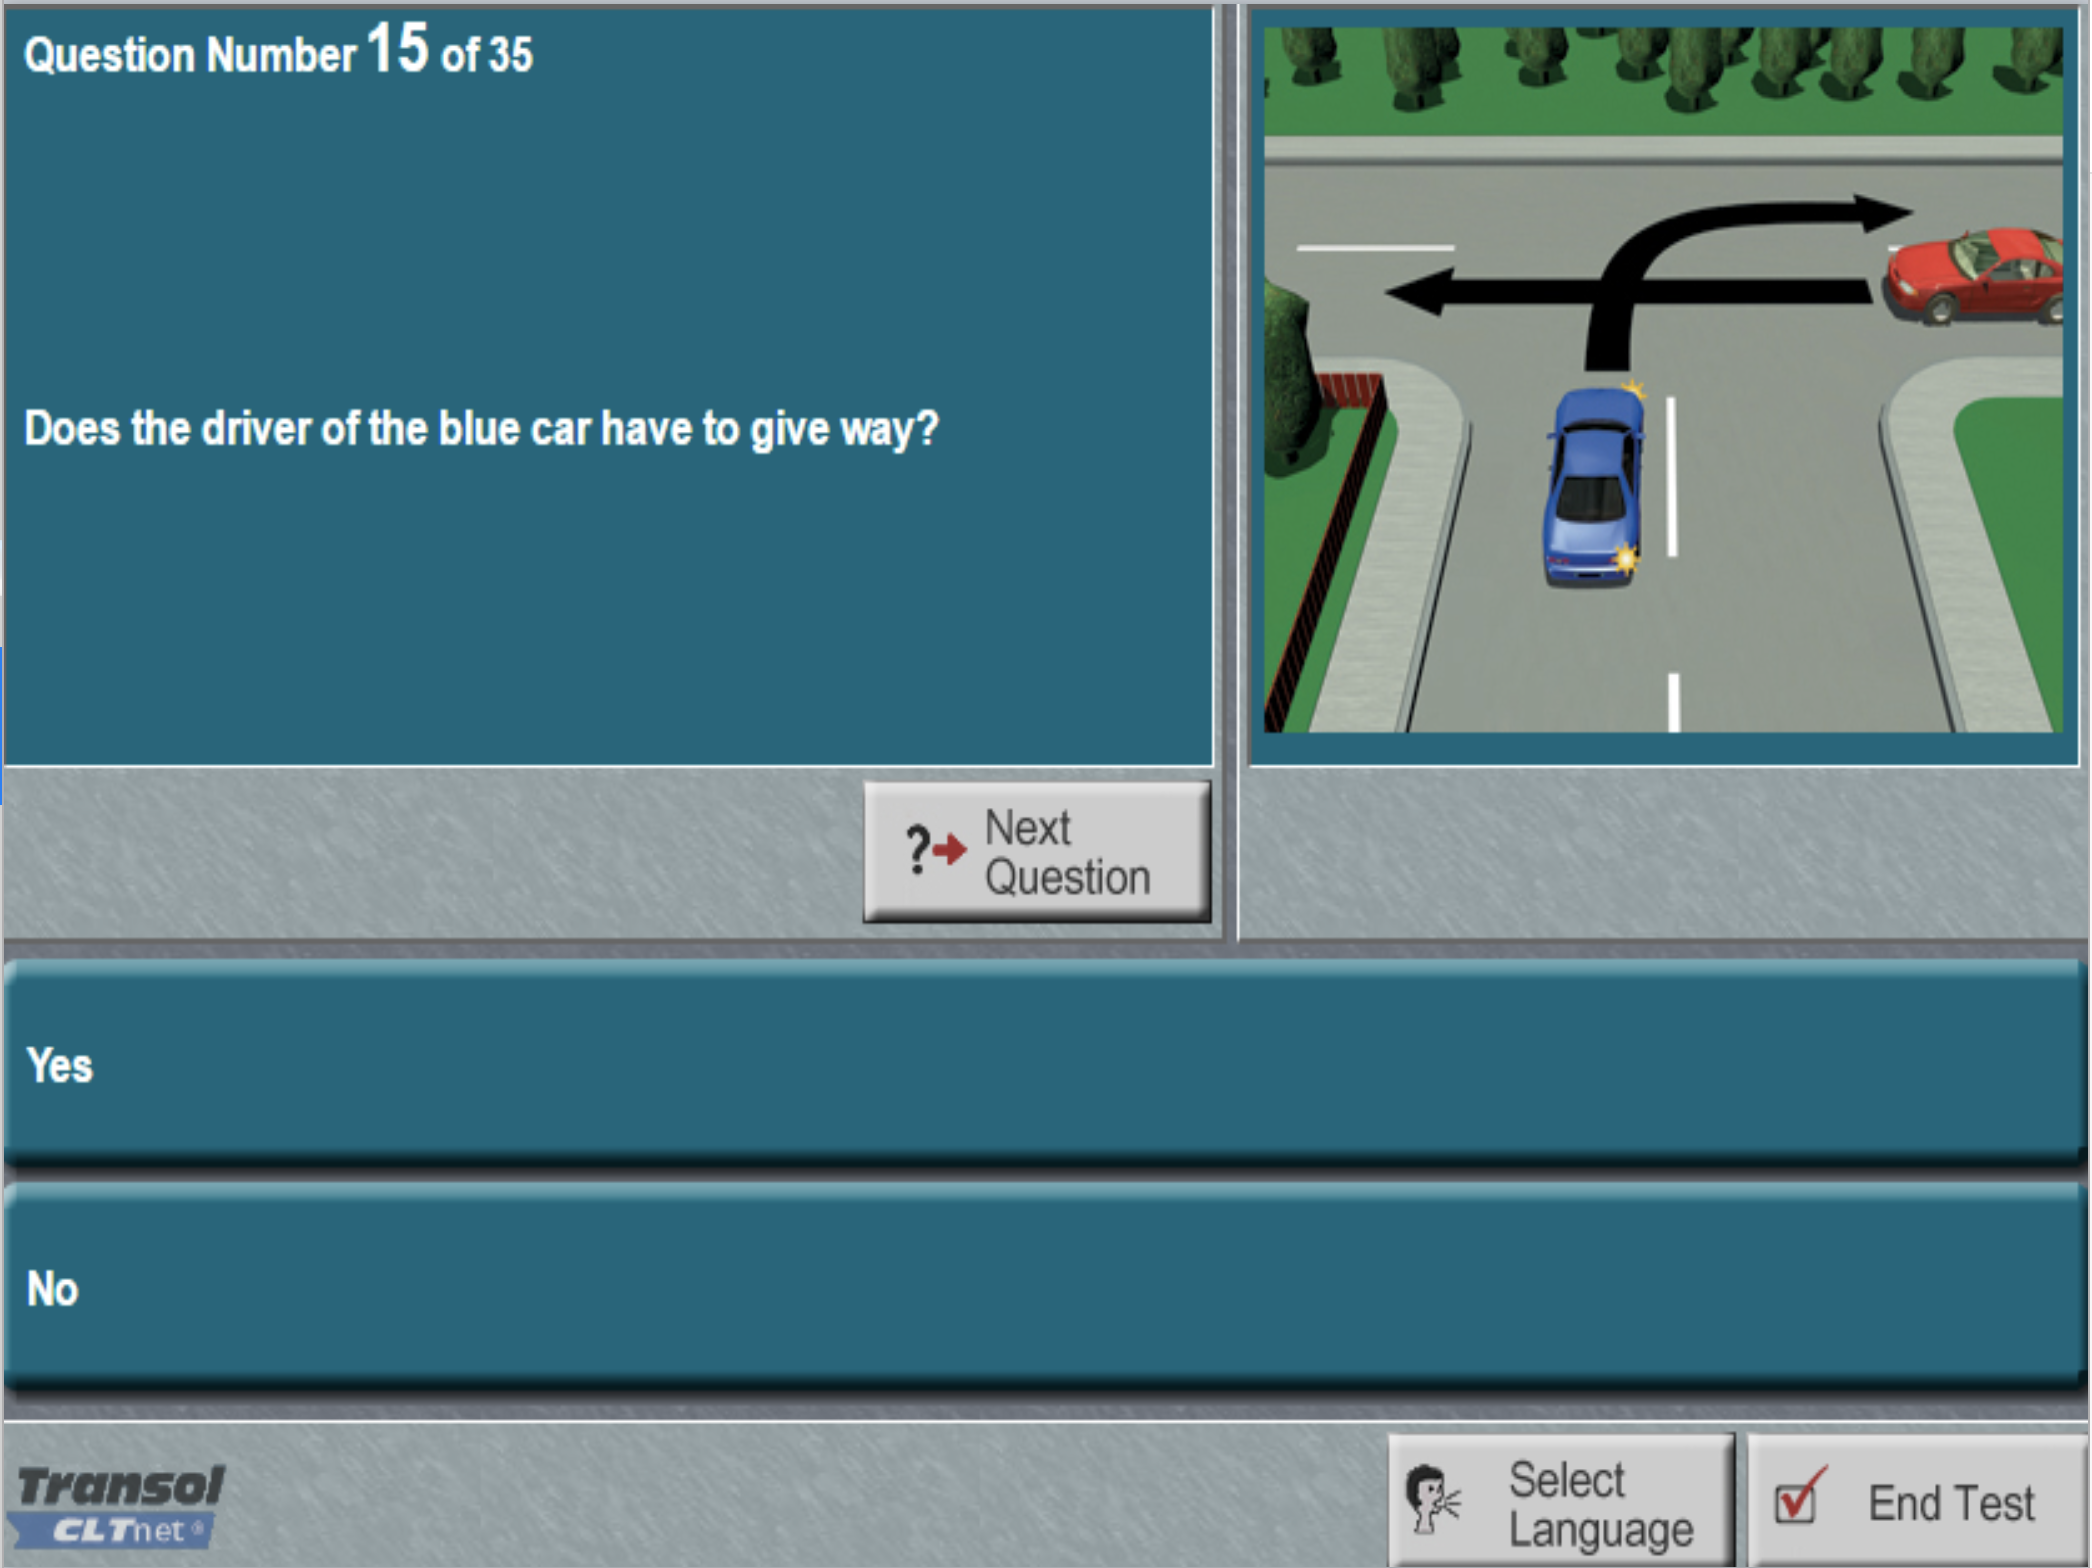 Question Number 15 of 35
Does the driver of the blue car have to give way?
?
Next
Question
Yes
No
Transol
CLTnet®
Select
Language
End Test